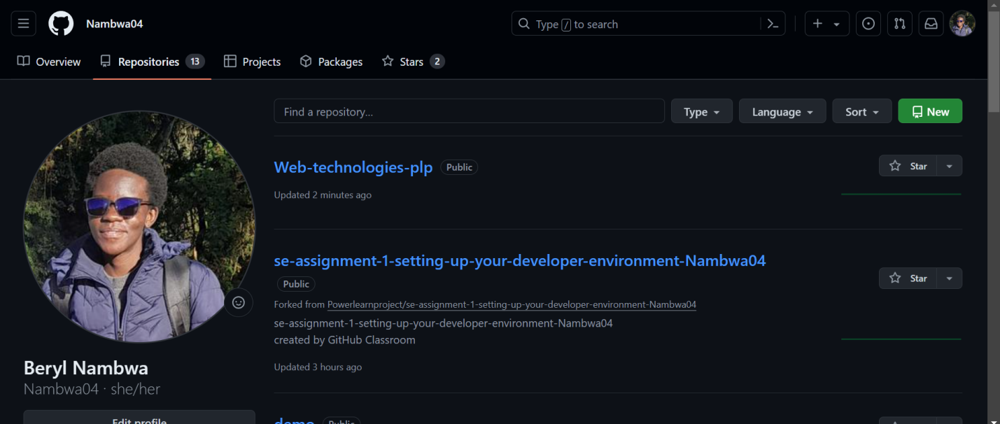 Nambwa04
Type / to search
Overview
Repositories 13
Projects
Packages
Stars 2
Find a repository...
Type
Language
Sort
New
Web-technologies-plp Public
Star
Updated 2 minutes ago
se-assignment-1-setting-up-your-developer-environment-Nambwa04
Public
Star
Forked from Powerlearnproject/se-assignment-1-setting-up-your-developer-environment-Nambwa04
se-assignment-1-setting-up-your-developer-environment-Nambwa04
created by GitHub Classroom
Updated 3 hours ago
demo Public
Beryl Nambwa
Nambwa04 · she/her
Edit profile